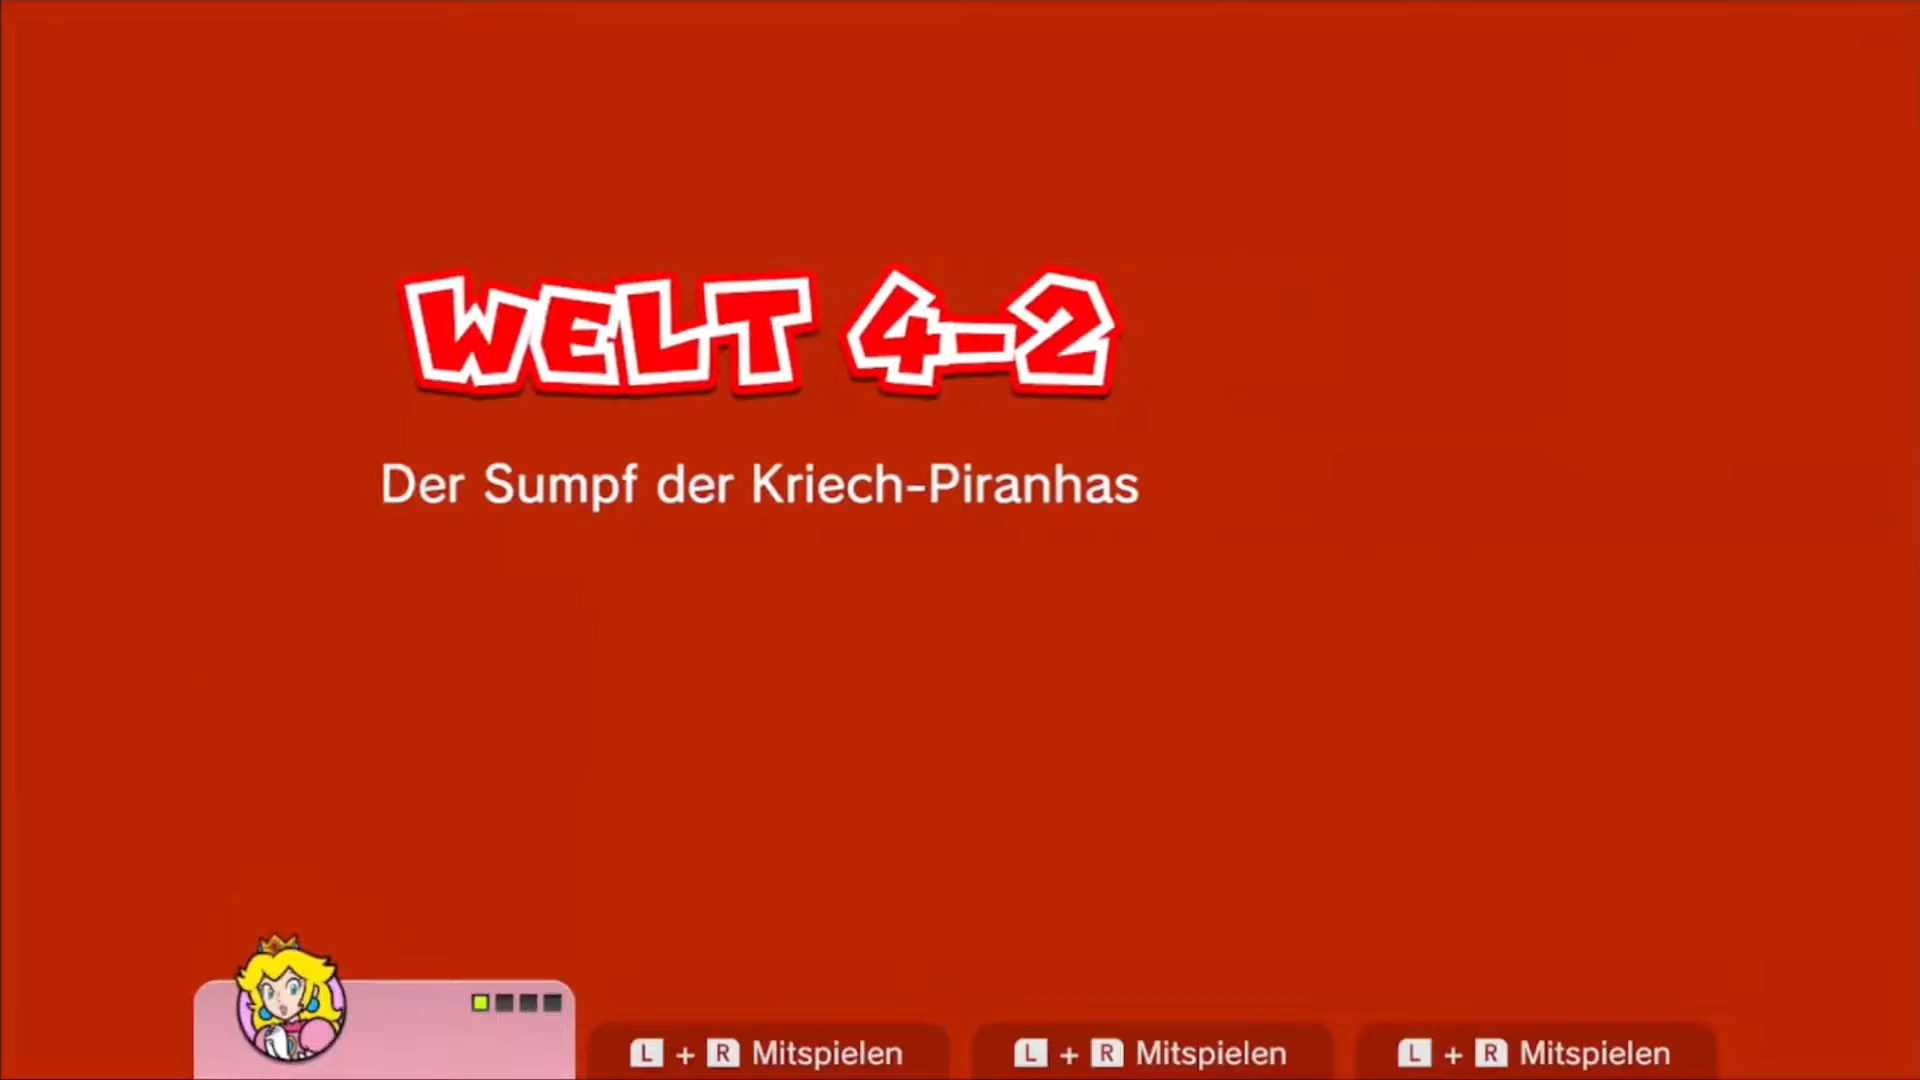 WELT 4-2
Der Sumpf der Kriech-Piranhas
L + R Mitspielen
L + R Mitspielen
L + R Mitspielen